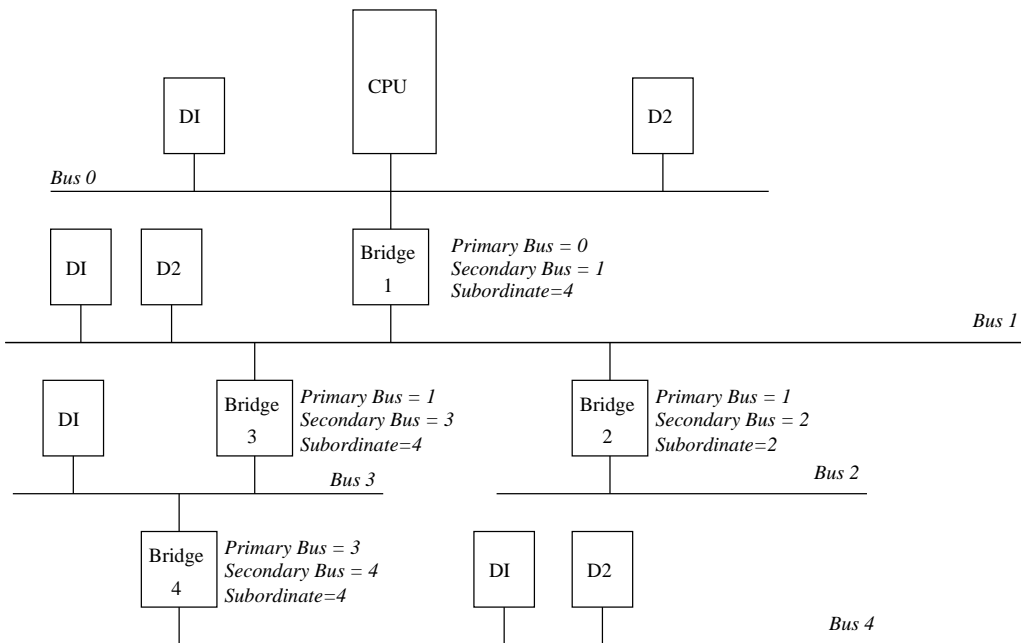 CPU
DI
D2
Bus 0
DI
D2
Bridge
1
Primary Bus = 0
Secondary Bus = 1
Subordinate=4
Bus 1
DI
Bridge
3
Primary Bus = 1
Secondary Bus = 3
Subordinate=4
Bridge
2
Primary Bus = 1
Secondary Bus = 2
Subordinate=2
Bus 3
Bus 2
Bridge
4
Primary Bus = 3
Secondary Bus = 4
Subordinate=4
DI
D2
Bus 4